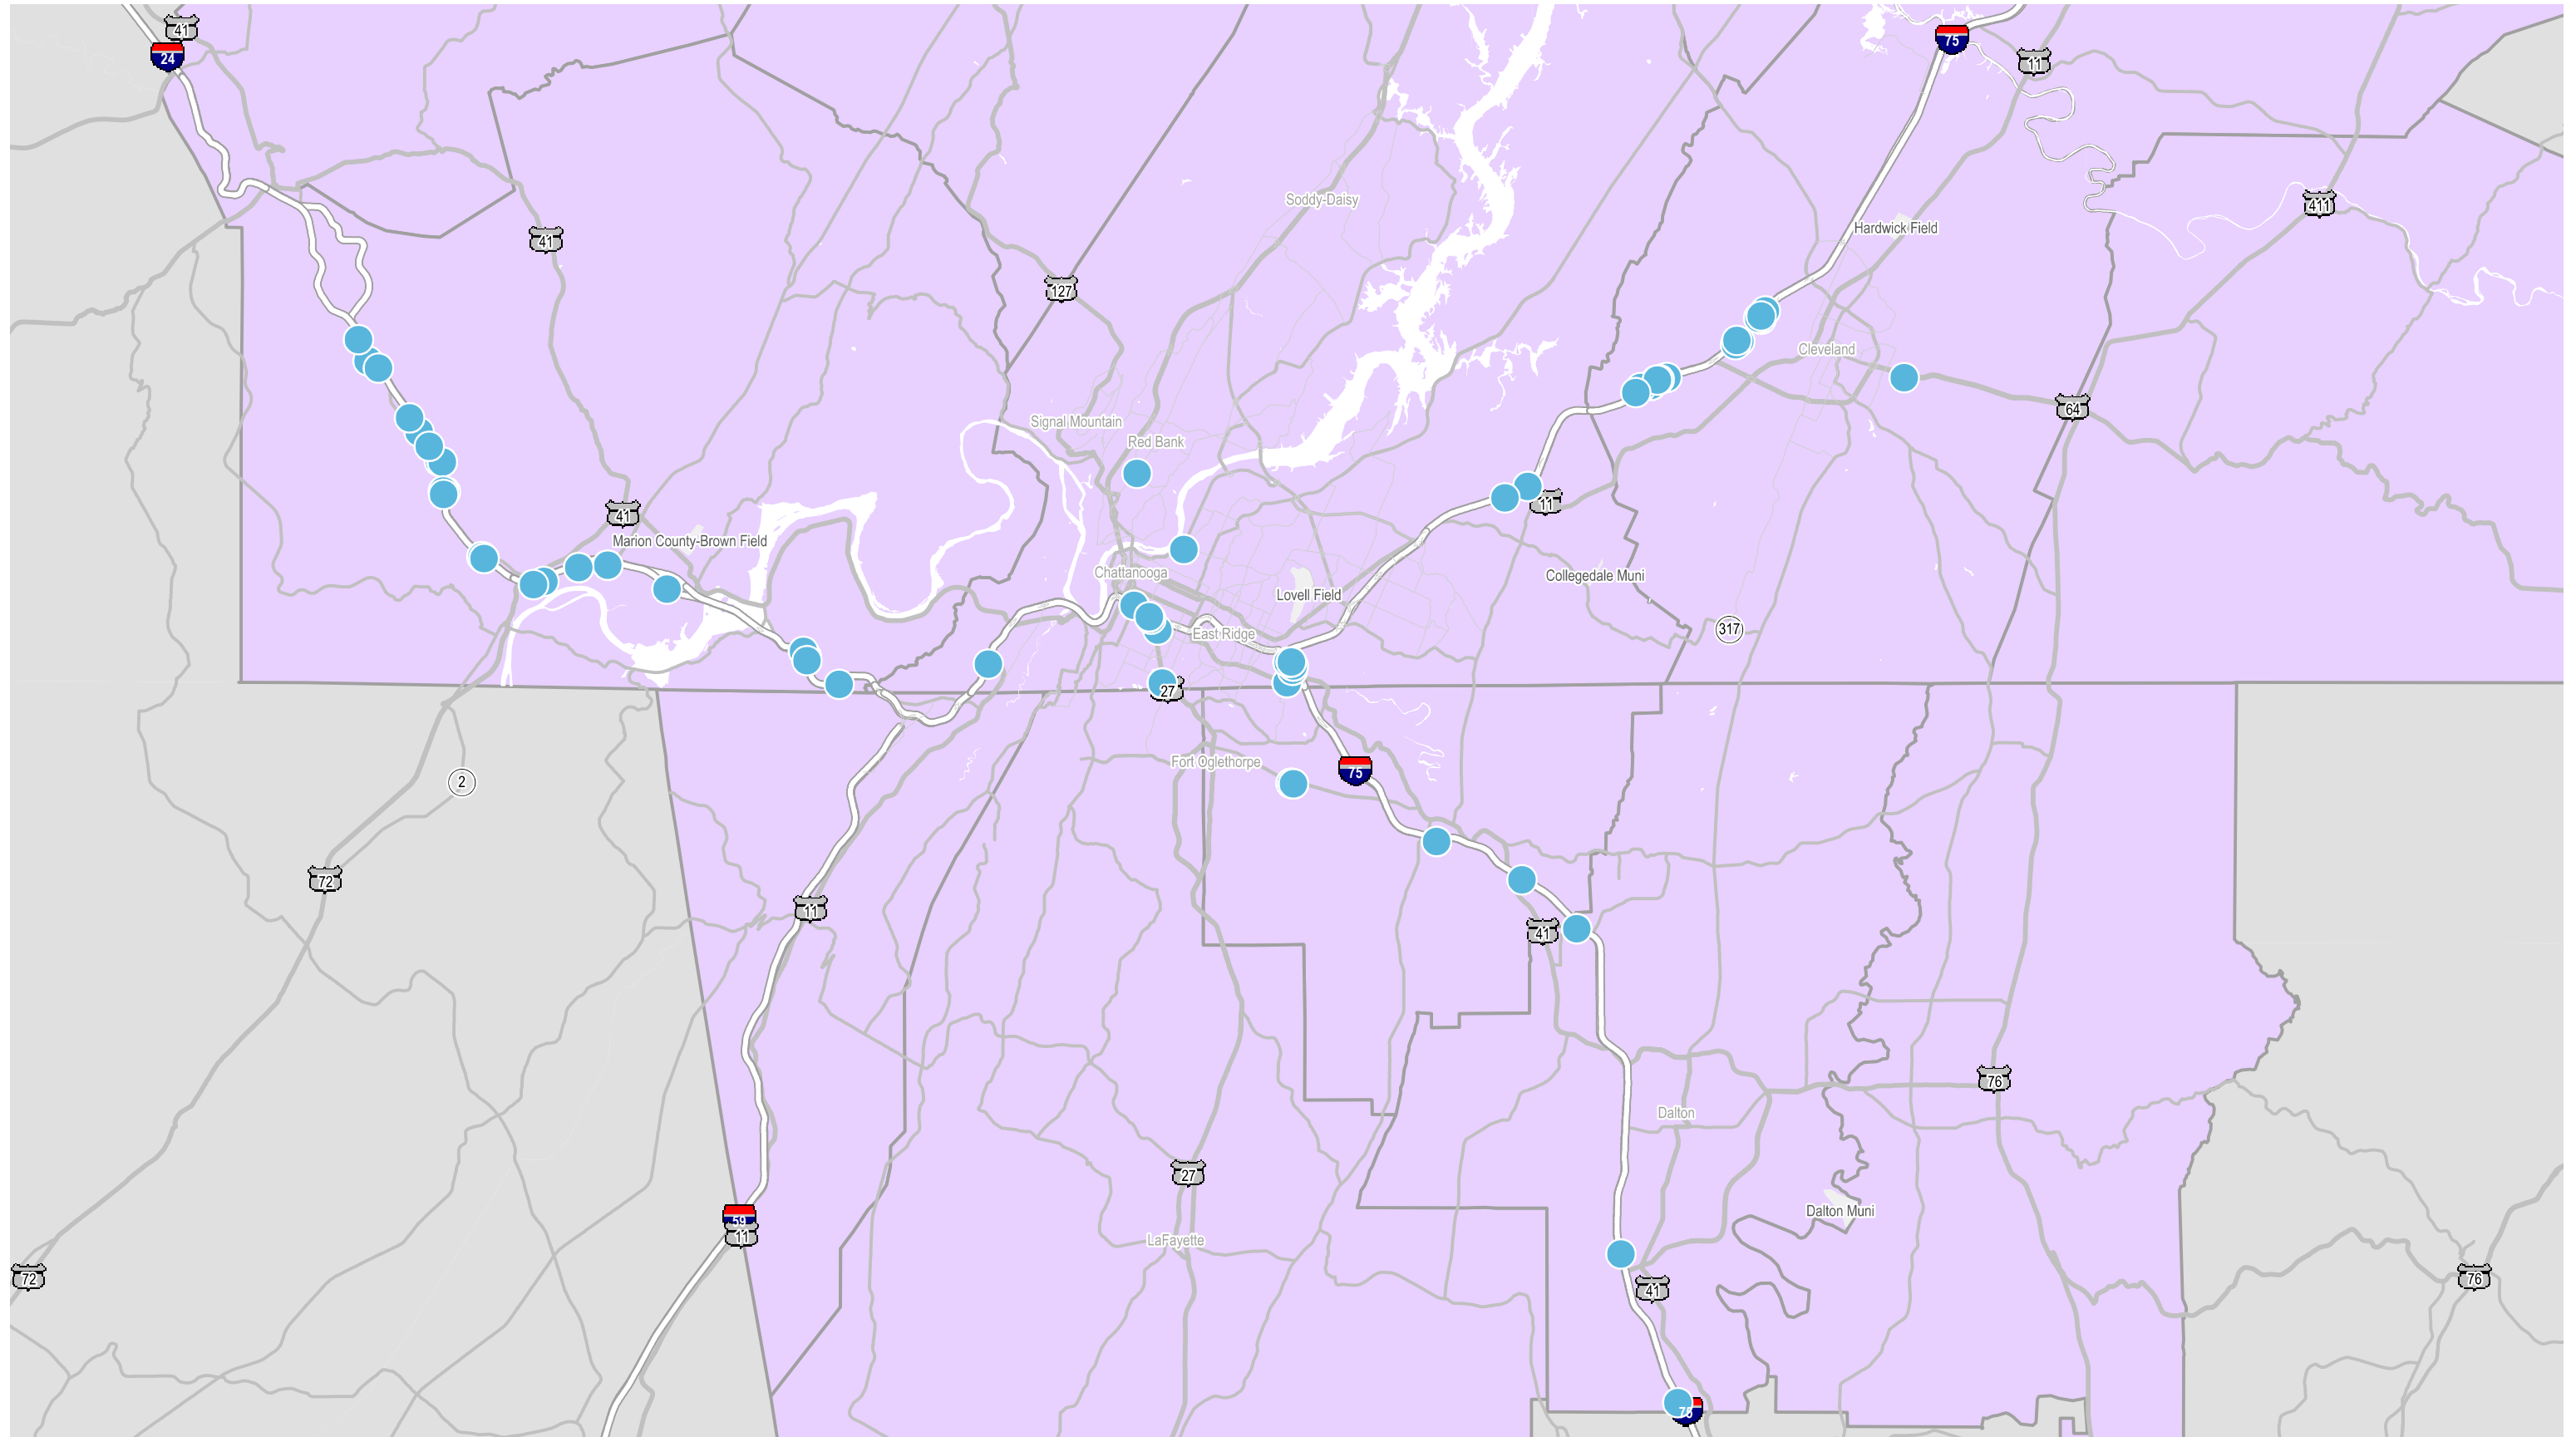 41
24
75
11
411
Soddy-Daisy
Hardwick Field
41
127
Cleveland
64
Signal Mountain
Red Bank
11
41
Marion County-Brown Field
Chattanooga
Collegedale Muni
Lovell Field
East Ridge
317
27
Fort Oglethorpe
75
2
72
11
41
76
Dalton
27
Dalton Muni
59
11
LaFayette
72
41
76
75